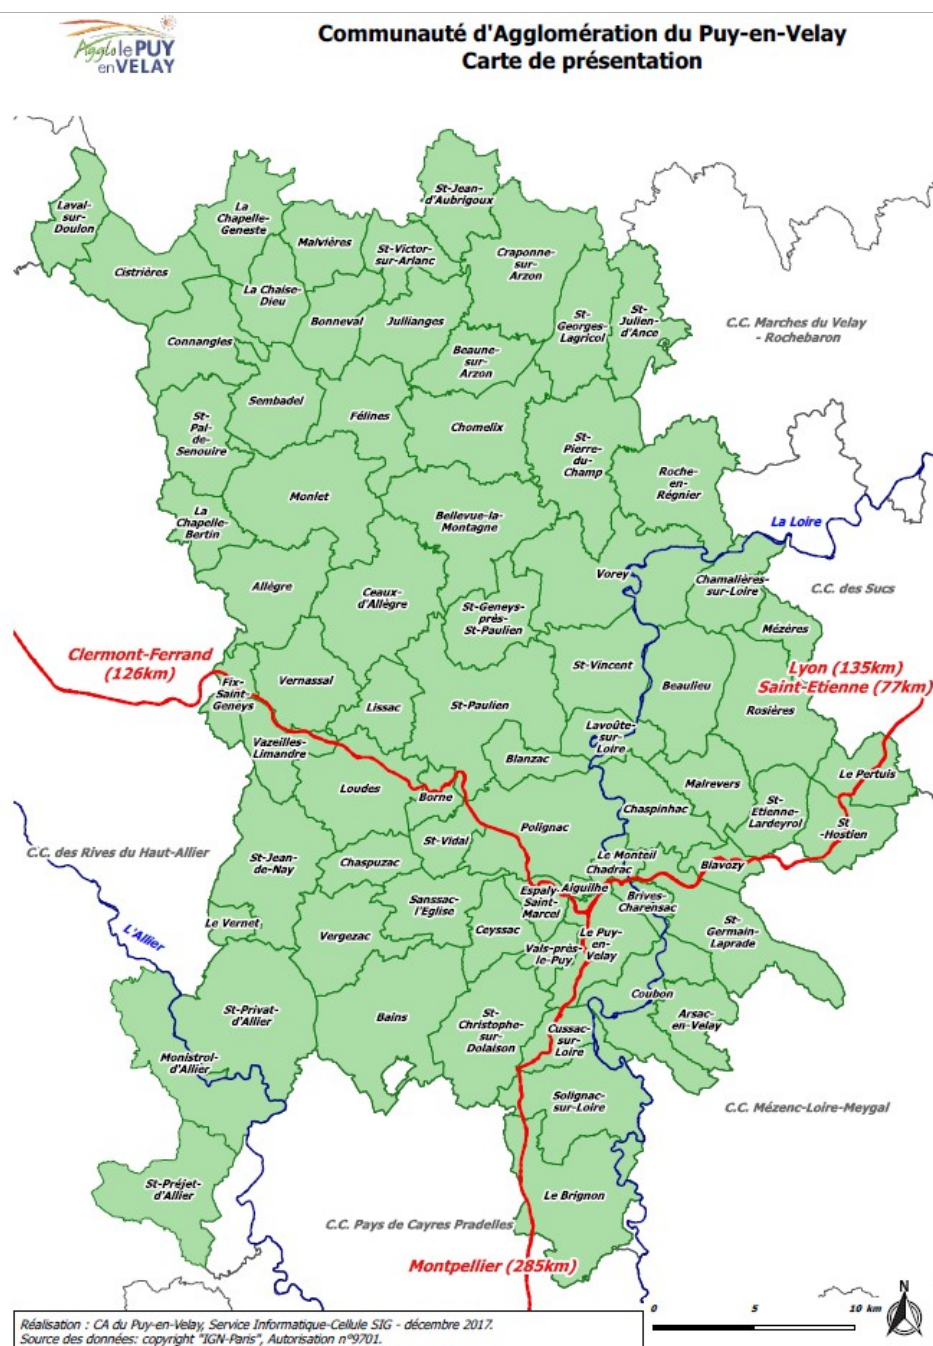 Agglo le PUY
en VELAY
Communauté d'Agglomération du Puy-en-Velay
Carte de présentation
St-Jean-
d'Aubrigoux
Laval-
sur-
Doulon
La
Chapelle-
Geneste
Malvières
St-Victor-
sur-Arlanc
Craponne-
sur-
Arzon
Cistrières
La Chaise-
Dieu
Bonneval
Jullianges
St-
Georges-
Lagricol
St-
Julien-
d'Ance
C.C. Marches du Velay
- Rochebaron
Connangles
Beaune-
sur-
Arzon
Sembadel
Félines
Chomelix
St-
Pal-
de-
Senouire
St-
Pierre-
du-
Champ
Roche-
en-
Régnier
Monlet
La
Chapelle-
Bertin
Bellevue-la-
Montagne
La Loire
Allègre
Ceaux-
d'Allègre
Vorey
Chamalières-
sur-Loire
C.C. des Sucs
St-Geneys-
près-
St-Paulien
Mézères
Clermont-Ferrand
(126km)
St-Vincent
Lyon (135km)
Saint-Etienne (77km)
Fix-
Saint-
Geneys
Vernassal
Lissac
St-Paulien
Beaulieu
Rosières
Vazeilles-
Limandre
Lavoûte-
sur-
Loire
Blanzac
Le Pertuis
Loudes
Borne
Malrevers
Chaspinhac
St-
Etienne-
Lardeyrol
St
-Hostien
Polignac
St-Vidal
C.C. des Rives du Haut-Allier
St-Jean-
de-Nay
Chaspuzac
Le Monteil
Chadrac
Blavozy
Espaly-
Saint-
Marcel
Aiguilhe
Brives-
Charensac
Sanssac-
l'Eglise
Le Vernet
Vergezac
Ceyssac
Vals-près-
le-Puy
Le Puy-
en-
Velay
St-
Germain-
Laprade
L'Allier
Coubon
St-Privat-
d'Allier
Bains
St-
Christophe-
sur-
Dolaison
Cussac-
sur-
Loire
Arsac-
en-Velay
Monistrol-
d'Allier
Solignac-
sur-Loire
C.C. Mézenc-Loire-Meygal
St-Préjet-
d'Allier
Le Brignon
C.C. Pays de Cayres Pradelles
Montpellier (285km)
N
0 5 10 km
Réalisation : CA du Puy-en-Velay, Service Informatique-Cellule SIG - décembre 2017.
Source des données: copyright "IGN-Paris", Autorisation n°9701.